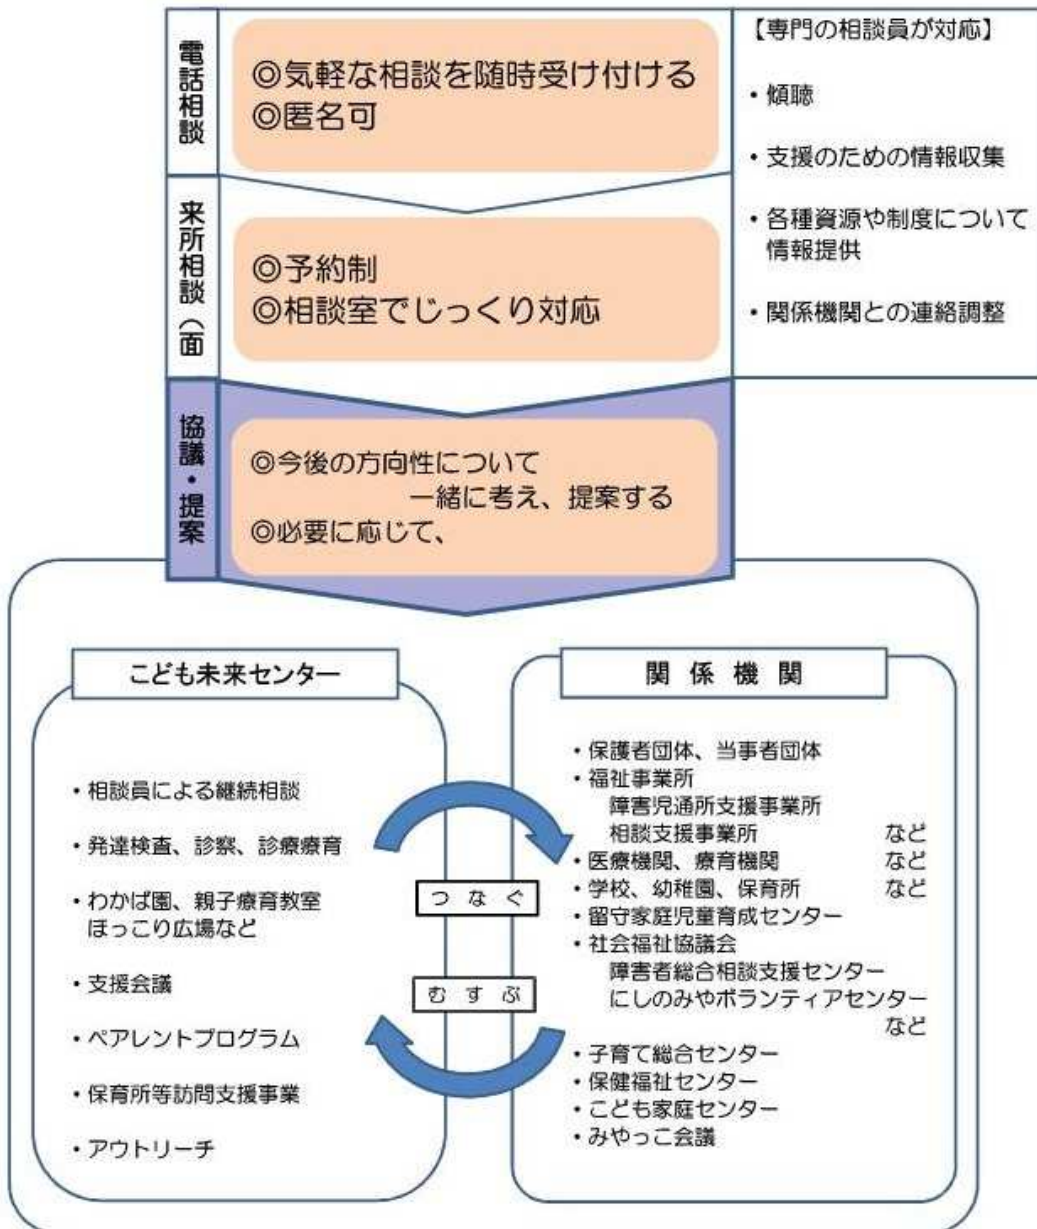 電話相談
◎気軽な相談を随時受け付ける
◎匿名可
【専門の相談員が対応】
・傾聴
・支援のための情報収集
・各種資源や制度について
情報提供
・関係機関との連絡調整
来所相談（面
◎予約制
◎相談室でじっくり対応
協議・提案
◎今後の方向性について
一緒に考え、提案する
◎必要に応じて、
こども未来センター
・相談員による継続相談
・発達検査、診察、診療療育
・わかば園、親子療育教室
ほっこり広場など
・支援会議
・ペアレントプログラム
・保育所等訪問支援事業
・アウトリーチ
つなぐ
むすぶ
関係機関
・保護者団体、当事者団体
・福祉事業所
障害児通所支援事業所
相談支援事業所 など
・医療機関、療育機関 など
・学校、幼稚園、保育所 など
・留守家庭児童育成センター
・社会福祉協議会
障害者総合相談支援センター
にしのみやボランティアセンター
など
・子育て総合センター
・保健福祉センター
・こども家庭センター
・みやっこ会議